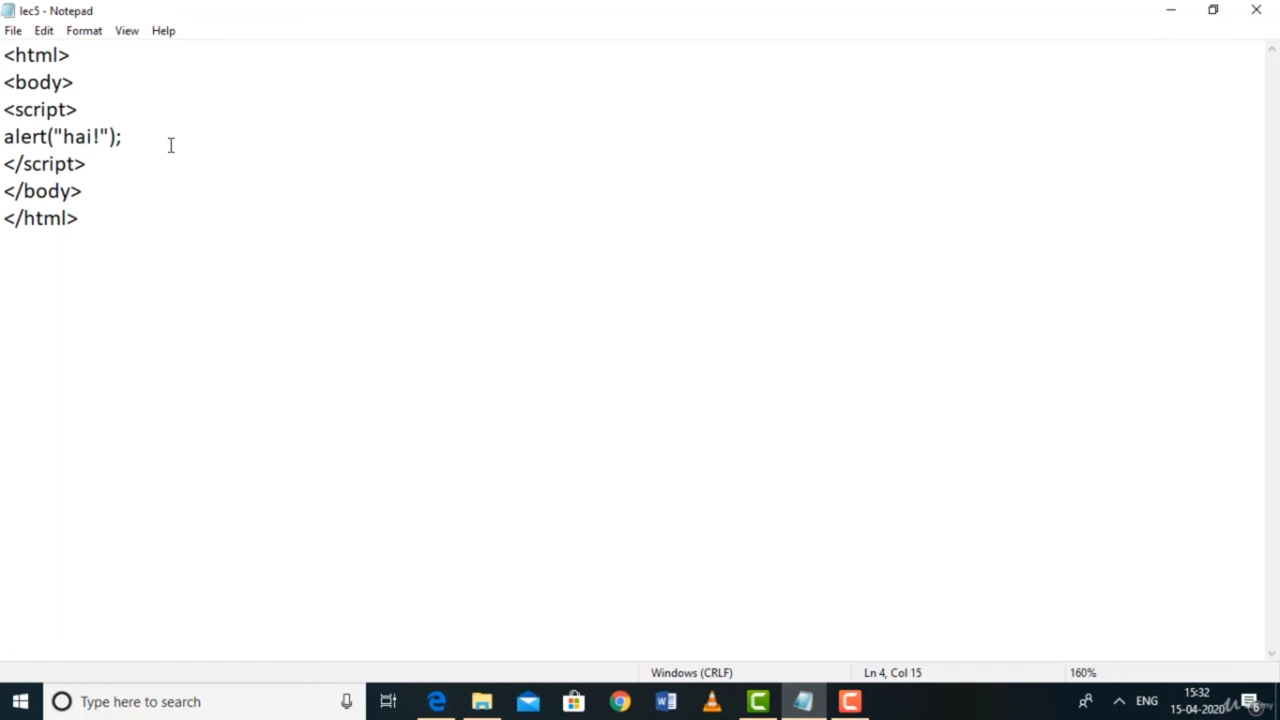 lec5 - Notepad
File Edit Format View Help
<html>
<body>
<script>
alert("hai!");
</script>
</body>
</html>
Windows (CRLF) Ln 4, Col 15 160%
Type here to search
ENG
15:32
15-04-2020